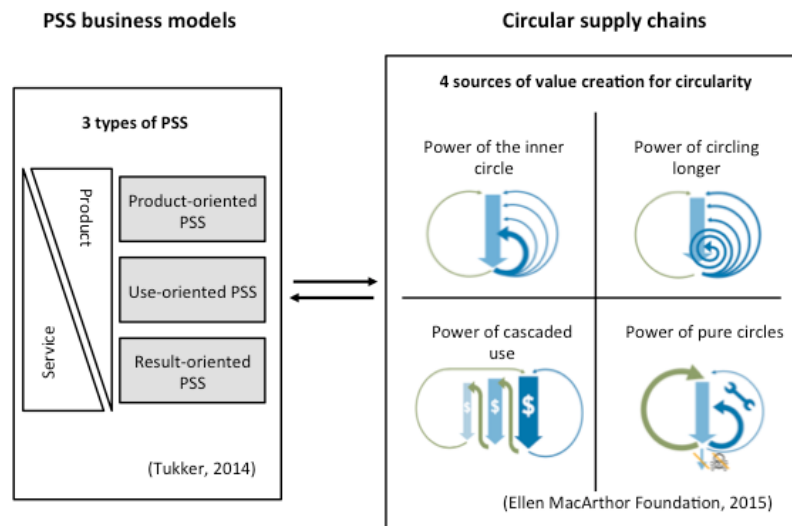 PSS business models
Circular supply chains
3 types of PSS
Product
Service
Product-oriented
PSS
Use-oriented PSS
Result-oriented
PSS
(Tukker, 2014)
4 sources of value creation for circularity
Power of the inner
circle
Power of circling
longer
Power of cascaded
use
$
$
$
Power of pure circles
(Ellen MacArthor Foundation, 2015)